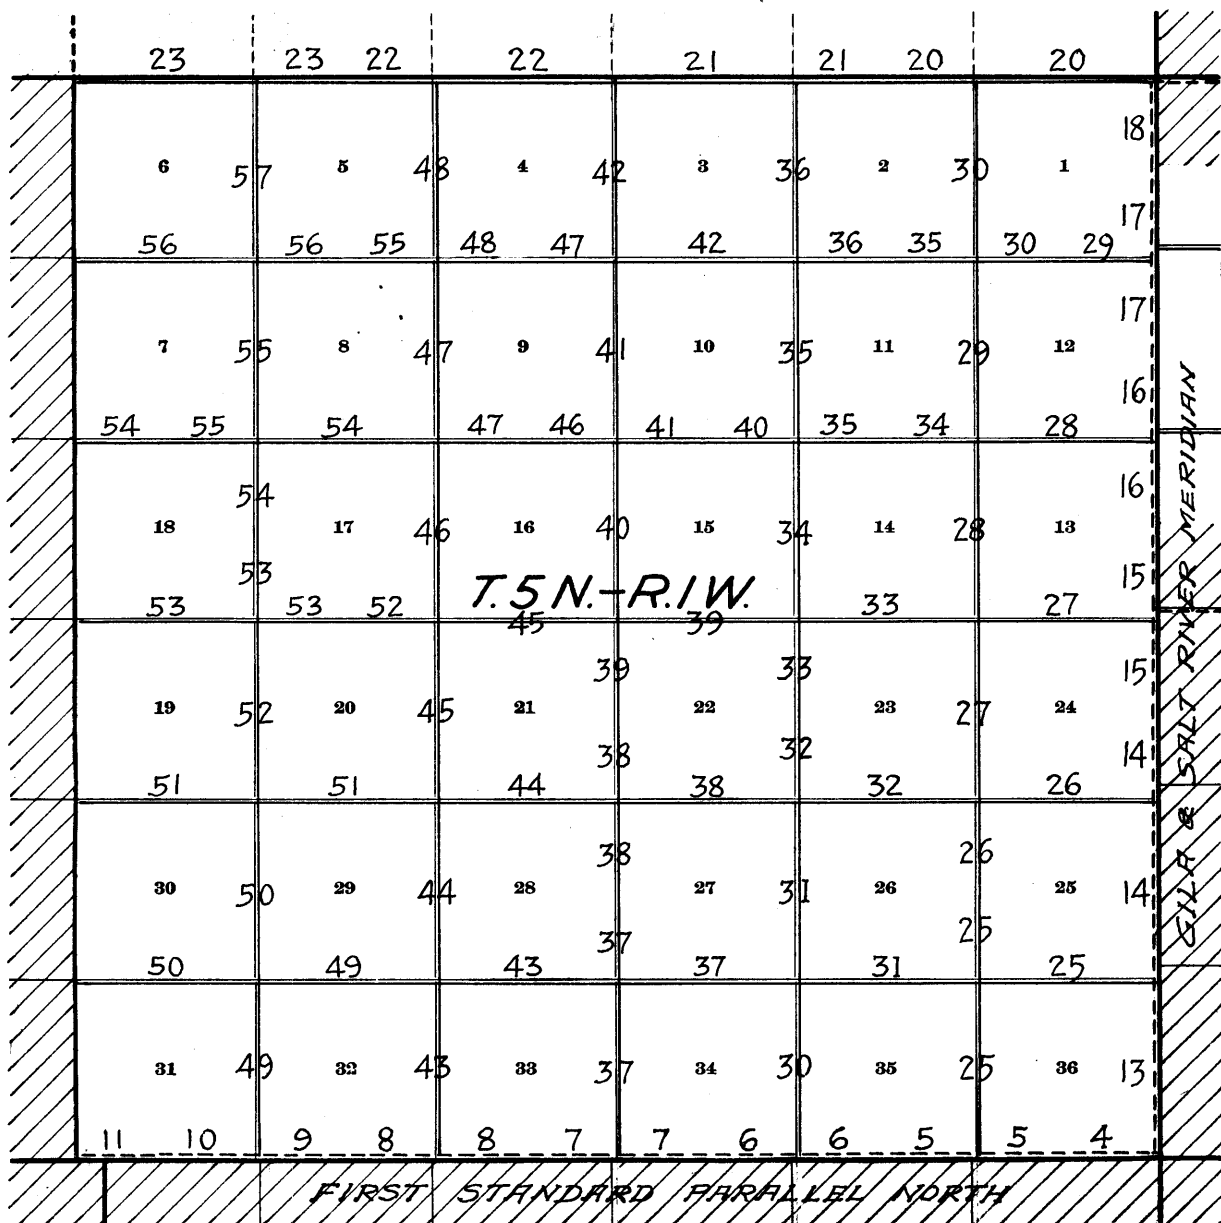 23 23 22 22 21 21 20 20
18
6 57 5 48 4 42 3 36 2 30 1
17
56 56 55 48 47 42 36 35 30 29
17
7 55 8 47 9 41 10 35 11 29 12
16
54 55 54 47 46 41 40 35 34 28
54 16
18 17 46 16 40 15 34 14 28 13
53 15
53 53 52 45 39 33 27
T. 5 N. - R. 1 W.
39 33 15
19 52 20 45 21 22 23 27 24
38 32 14
51 51 44 38 32 26
38 26
30 50 29 44 28 27 31 26 25 14
37 25
50 49 43 37 31 25
31 49 32 43 33 37 34 30 35 25 36 13
11 10 9 8 8 7 7 6 6 5 5 4
FIRST STANDARD PARALLEL NORTH
GILA & SALT RIVER MERIDIAN